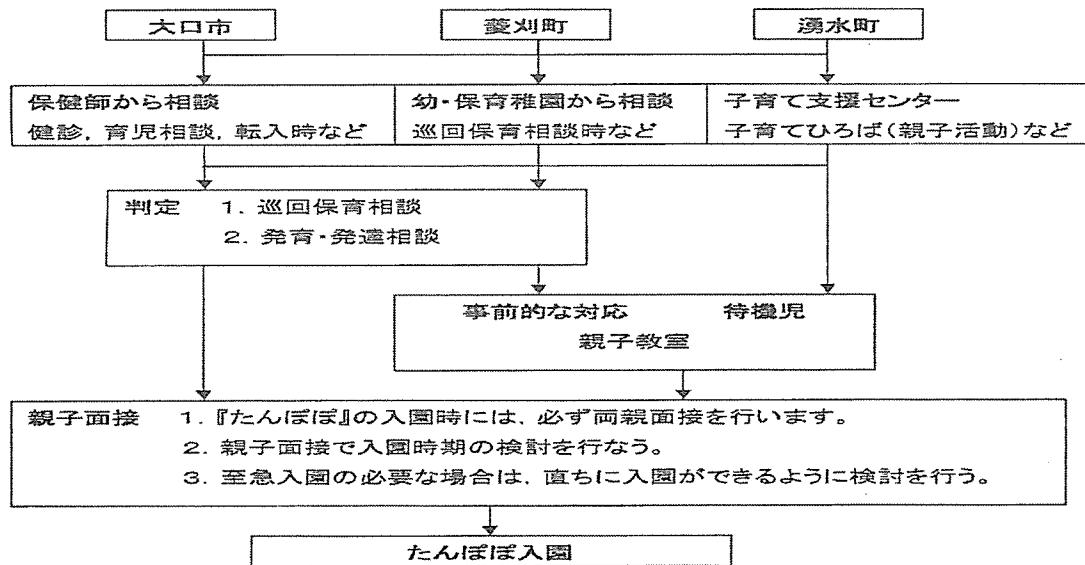 大口市　菱刈町　湧水町
保健師から相談　幼・保育稚園から相談　子育て支援センター
健診，育児相談，転入時など　巡回保育相談時など　子育てひろば（親子活動）など
判定　1．巡回保育相談
2．発育・発達相談
事前的な対応　待機児
親子教室
親子面接　1．『たんぽぽ』の入園時には，必ず両親面接を行います。
2．親子面接で入園時期の検討を行なう。
3．至急入園の必要な場合は，直ちに入園ができるように検討を行う。
たんぽぽ入園